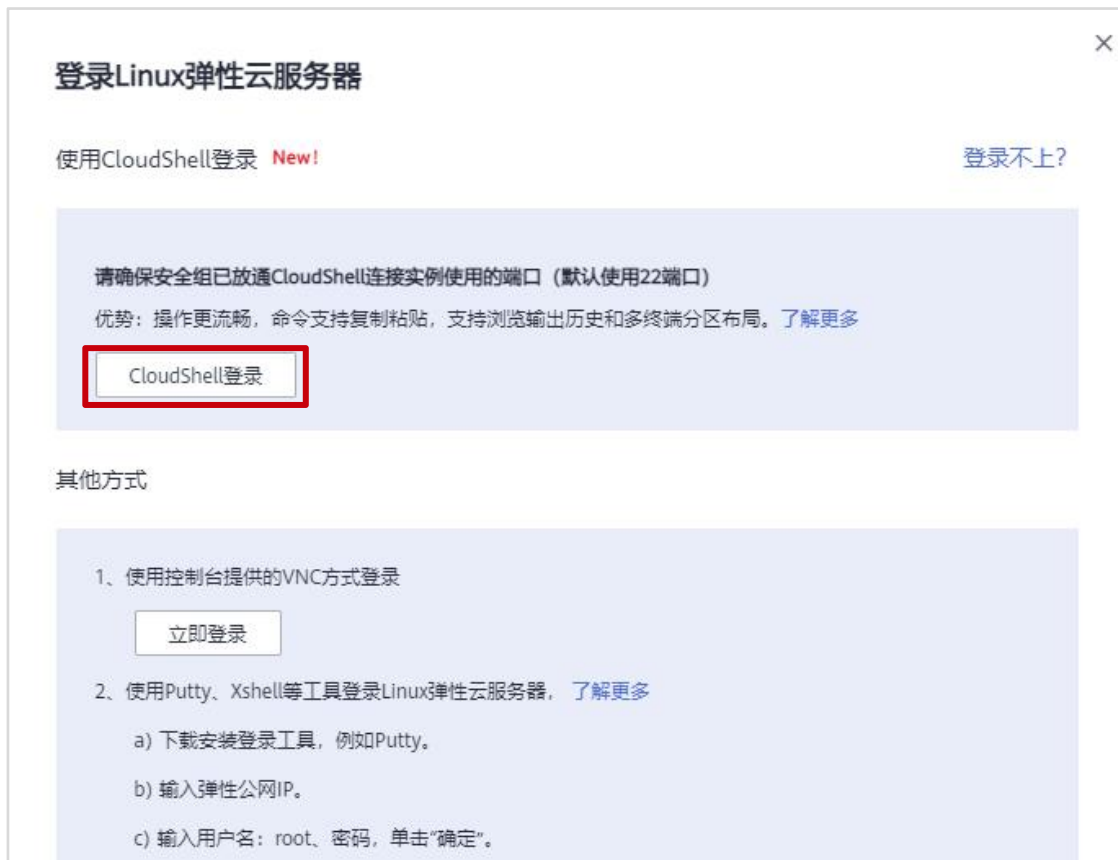 登录Linux弹性云服务器
使用CloudShell登录 New! 登录不上?
请确保安全组已放通CloudShell连接实例使用的端口（默认使用22端口）
优势：操作更流畅，命令支持复制粘贴，支持浏览输出历史和多终端分区布局。了解更多
CloudShell登录
其他方式
1、使用控制台提供的VNC方式登录
立即登录
2、使用Putty、Xshell等工具登录Linux弹性云服务器， 了解更多
a) 下载安装登录工具，例如Putty。
b) 输入弹性公网IP。
c) 输入用户名：root、密码，单击“确定”。